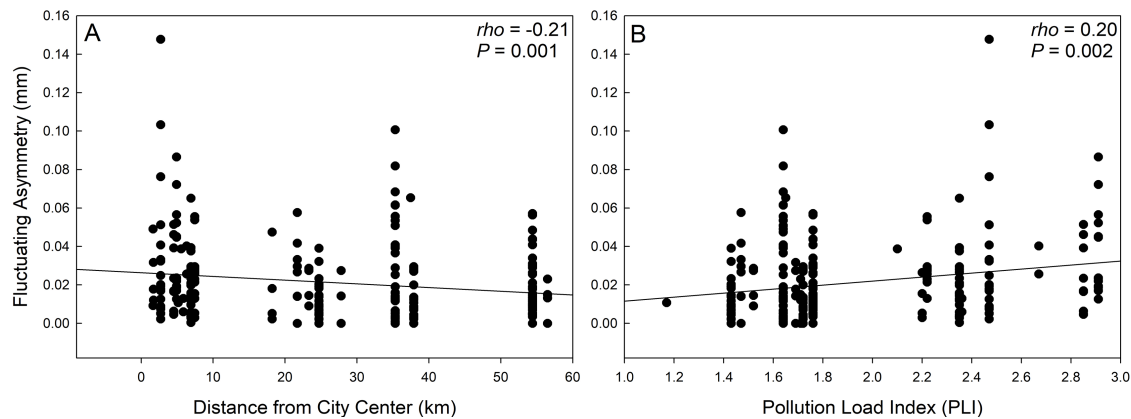 A
rho = -0.21
P = 0.001
0.16
0.14
0.12
0.10
0.08
0.06
0.04
0.02
0.00
Fluctuating Asymmetry (mm)
0 10 20 30 40 50 60
Distance from City Center (km)
B
rho = 0.20
P = 0.002
0.16
0.14
0.12
0.10
0.08
0.06
0.04
0.02
0.00
1.0 1.2 1.4 1.6 1.8 2.0 2.2 2.4 2.6 2.8 3.0
Pollution Load Index (PLI)